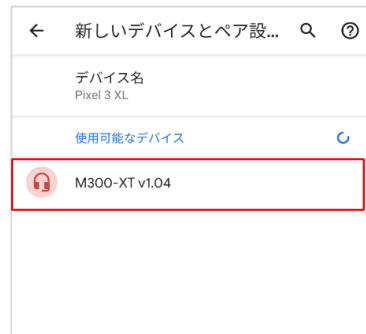 新しいデバイスとペア設...
デバイス名
Pixel 3 XL
使用可能なデバイス
M300-XT v1.04